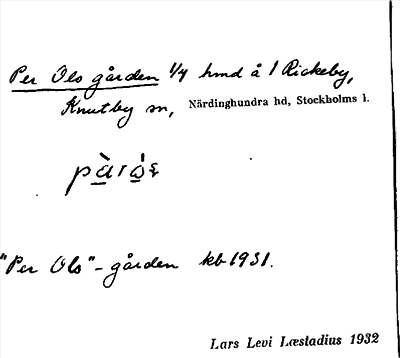 Per Ols gården 1/4 hmd å 1 Rickeby,
Knutby sn, Närdinghundra hd, Stockholms l.
"Per Ols"-gården kb 1931.
Lars Levi Læstadius 1932